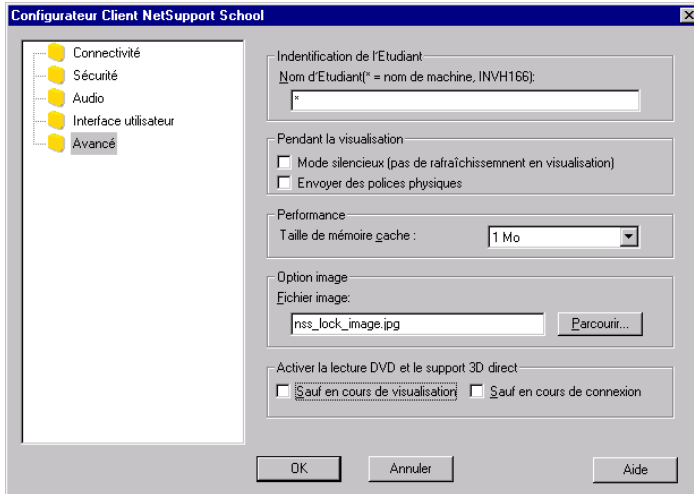 Configurateur Client NetSupport School
Connectivité
Sécurité
Audio
Interface utilisateur
Avancé
Indentification de l'Etudiant
Nom d'Etudiant(* = nom de machine, INVH166):
*
Pendant la visualisation
Mode silencieux (pas de rafraîchissemnent en visualisation)
Envoyer des polices physiques
Performance
Taille de mémoire cache :
1 Mo
Option image
Fichier image:
nss_lock_image.jpg
Parcourir...
Activer la lecture DVD et le support 3D direct
Sauf en cours de visualisation
Sauf en cours de connexion
OK
Annuler
Aide